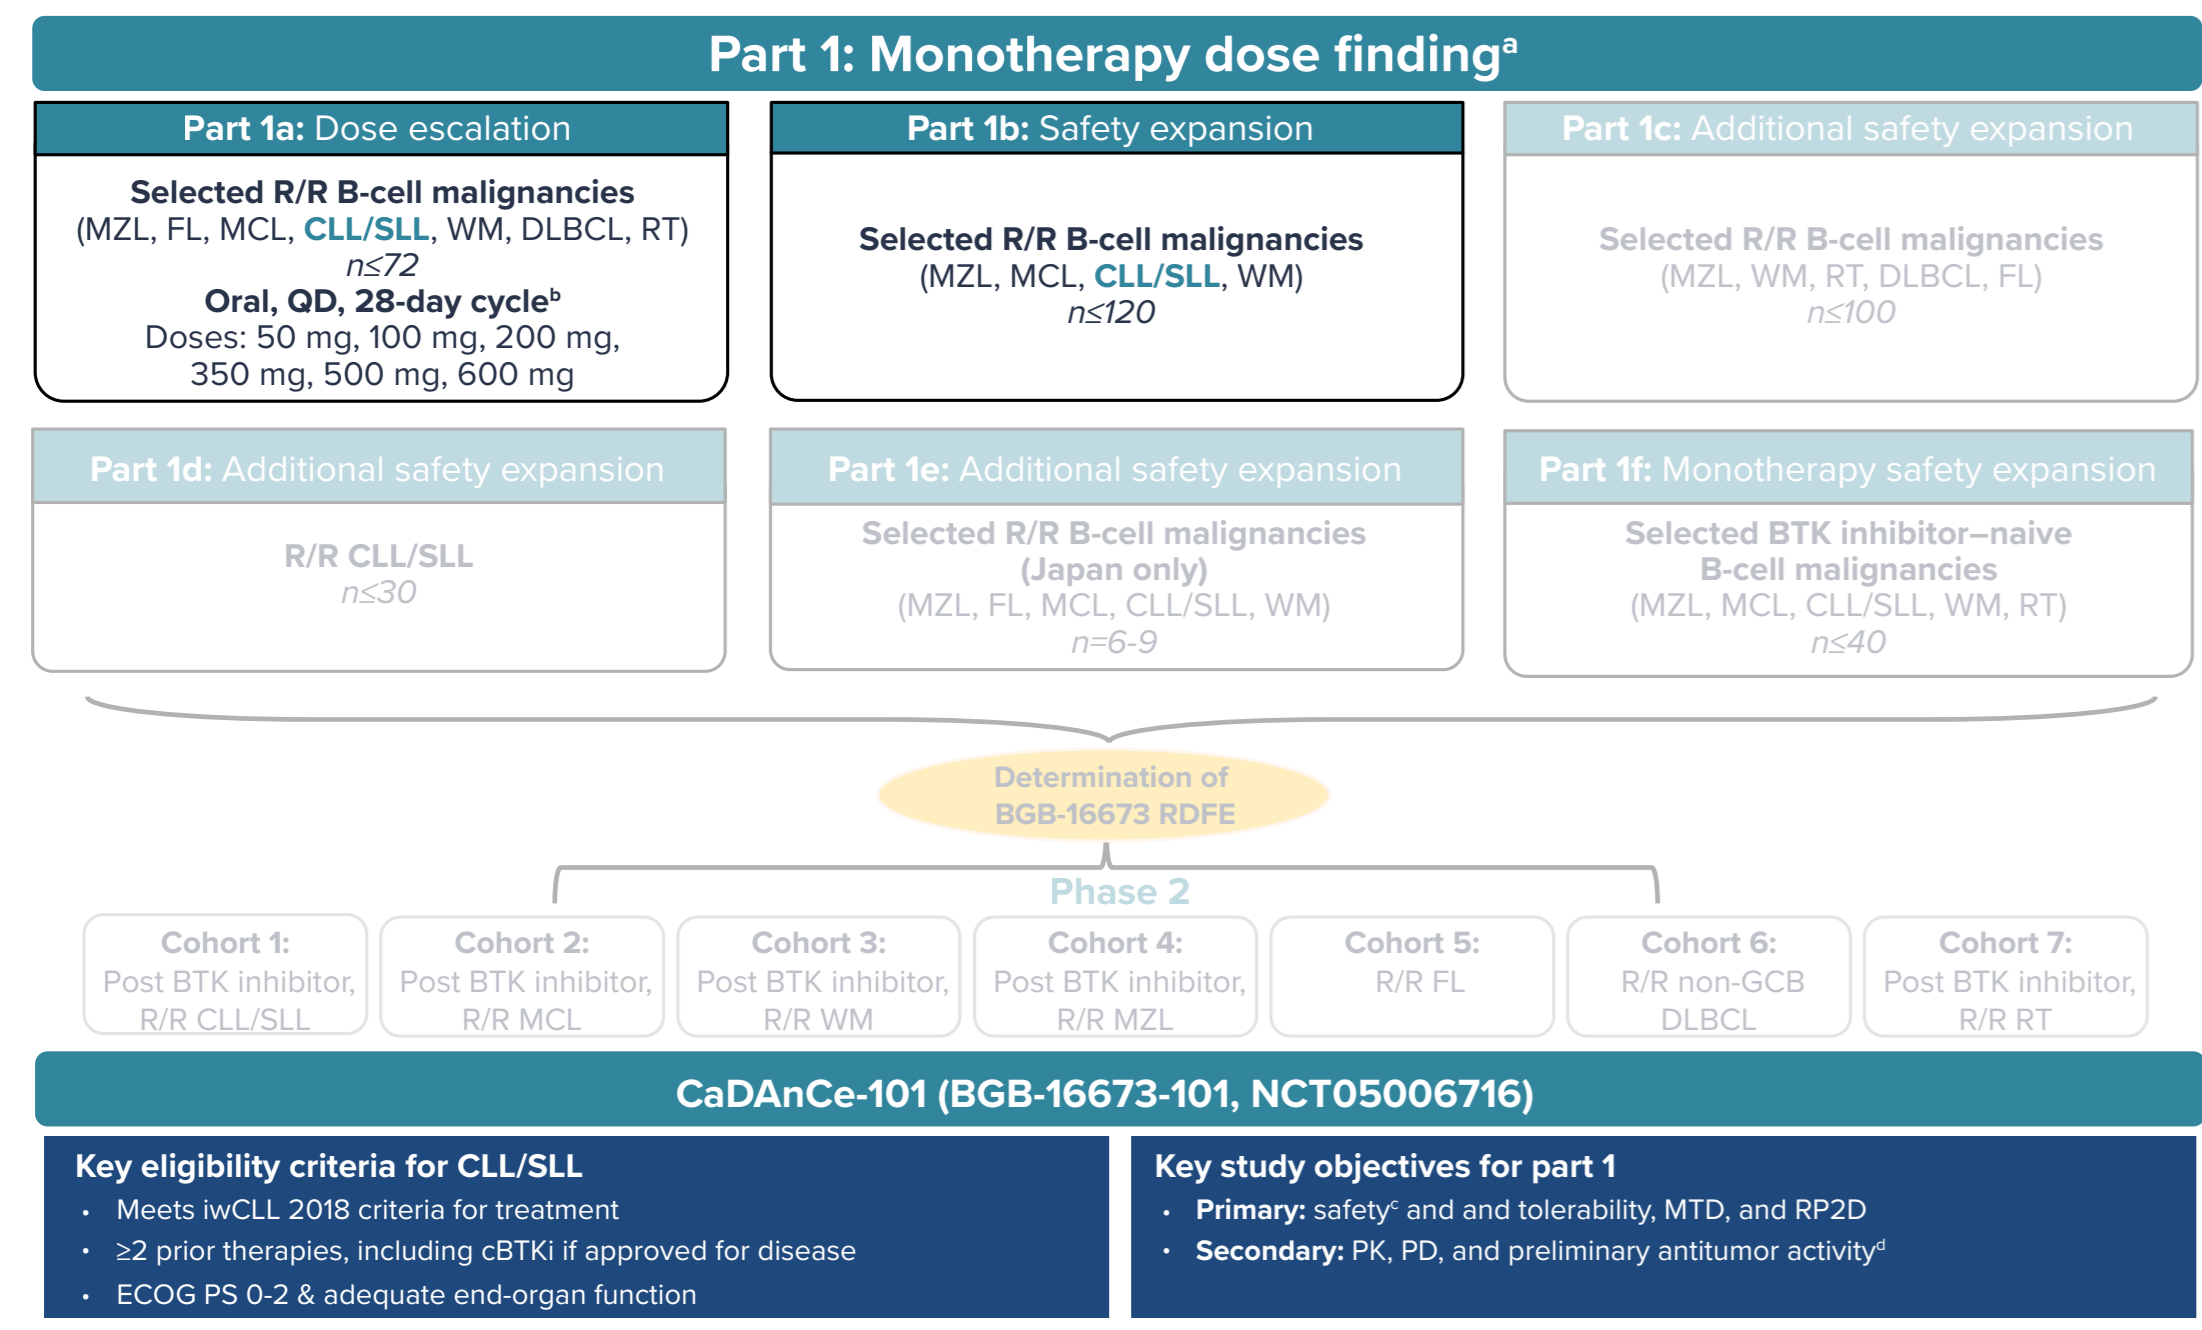 Part 1: Monotherapy dose findingᵃ
Part 1a: Dose escalation
Selected R/R B-cell malignancies
(MZL, FL, MCL, CLL/SLL, WM, DLBCL, RT)
n≤72
Oral, QD, 28-day cycleᵇ
Doses: 50 mg, 100 mg, 200 mg,
350 mg, 500 mg, 600 mg
Part 1b: Safety expansion
Selected R/R B-cell malignancies
(MZL, MCL, CLL/SLL, WM)
n≤120
Part 1c: Additional safety expansion
Selected R/R B-cell malignancies
(MZL, WM, RT, DLBCL, FL)
n≤100
Part 1d: Additional safety expansion
R/R CLL/SLL
n≤30
Part 1e: Additional safety expansion
Selected R/R B-cell malignancies
(Japan only)
(MZL, FL, MCL, CLL/SLL, WM)
n=6-9
Part 1f: Monotherapy safety expansion
Selected BTK inhibitor–naive
B-cell malignancies
(MZL, MCL, CLL/SLL, WM, RT)
n≤40
Determination of
BGB-16673 RDFE
Phase 2
Cohort 1:
Post BTK inhibitor,
R/R CLL/SLL
Cohort 2:
Post BTK inhibitor,
R/R MCL
Cohort 3:
Post BTK inhibitor,
R/R WM
Cohort 4:
Post BTK inhibitor,
R/R MZL
Cohort 5:
R/R FL
Cohort 6:
R/R non-GCB
DLBCL
Cohort 7:
Post BTK inhibitor,
R/R RT
CaDAnCe-101 (BGB-16673-101, NCT05006716)
Key eligibility criteria for CLL/SLL
• Meets iwCLL 2018 criteria for treatment
• ≥2 prior therapies, including cBTKi if approved for disease
• ECOG PS 0-2 & adequate end-organ function
Key study objectives for part 1
• Primary: safetyᶜ and and tolerability, MTD, and RP2D
• Secondary: PK, PD, and preliminary antitumor activityᵈ